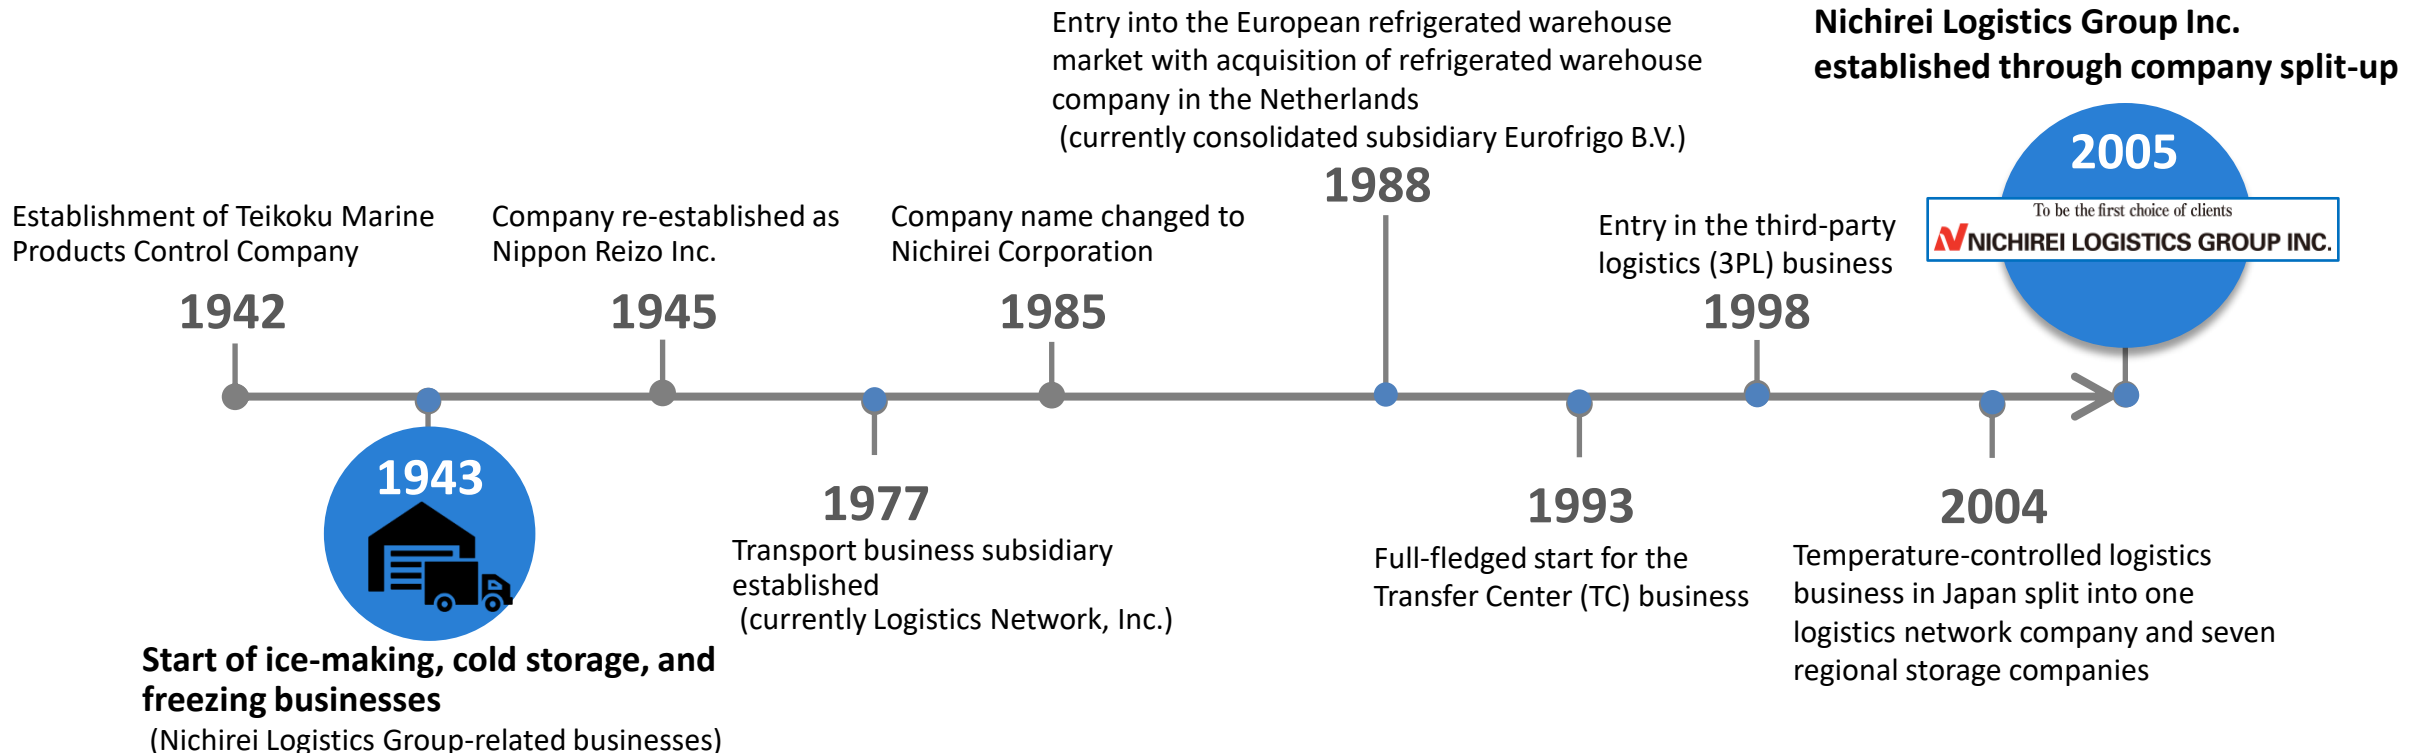 Establishment of Teikoku Marine
Products Control Company
1942
1943
Start of ice-making, cold storage, and
freezing businesses
(Nichirei Logistics Group-related businesses)
Company re-established as
Nippon Reizo Inc.
1945
1977
Transport business subsidiary
established
(currently Logistics Network, Inc.)
Company name changed to
Nichirei Corporation
1985
Entry into the European refrigerated warehouse
market with acquisition of refrigerated warehouse
company in the Netherlands
(currently consolidated subsidiary Eurofrigo B.V.)
1988
1993
Full-fledged start for the
Transfer Center (TC) business
Entry in the third-party
logistics (3PL) business
1998
2004
Temperature-controlled logistics
business in Japan split into one
logistics network company and seven
regional storage companies
Nichirei Logistics Group Inc.
established through company split-up
2005
To be the first choice of clients
NICHIREI LOGISTICS GROUP INC.